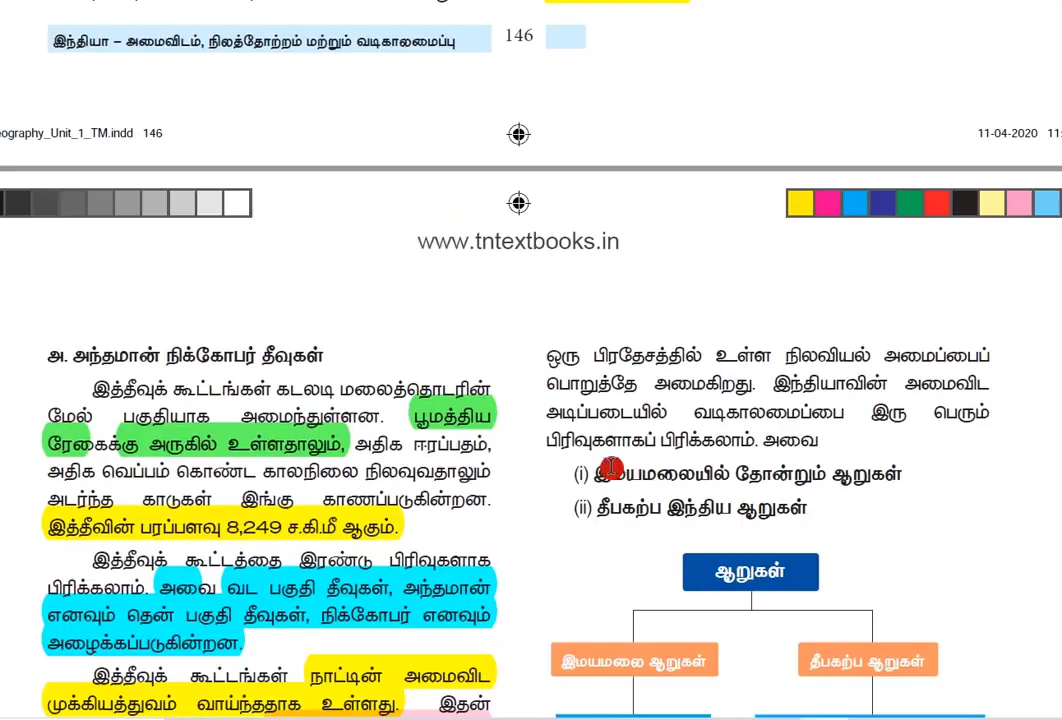 இந்தியா – அமைவிடம், நிலத்தோற்றம் மற்றும் வடிகாலமைப்பு 146
eography_Unit_1_TM.indd 146
11-04-2020 11:
www.tntextbooks.in
அ. அந்தமான் நிக்கோபர் தீவுகள்
இத்தீவுக் கூட்டங்கள் கடலடி மலைத்தொடரின்
மேல் பகுதியாக அமைந்துள்ளன. பூமத்திய
ரேகைக்கு அருகில் உள்ளதாலும், அதிக ஈரப்பதம்,
அதிக வெப்பம் கொண்ட காலநிலை நிலவுவதாலும்
அடர்ந்த காடுகள் இங்கு காணப்படுகின்றன.
இத்தீவின் பரப்பளவு 8,249 ச.கி.மீ ஆகும்.
இத்தீவுக் கூட்டத்தை இரண்டு பிரிவுகளாக
பிரிக்கலாம். அவை வட பகுதி தீவுகள், அந்தமான்
எனவும் தென் பகுதி தீவுகள், நிக்கோபர் எனவும்
அழைக்கப்படுகின்றன.
இத்தீவுக் கூட்டங்கள் நாட்டின் அமைவிட
முக்கியத்துவம் வாய்ந்ததாக உள்ளது. இதன்
ஒரு பிரதேசத்தில் உள்ள நிலவியல் அமைப்பைப்
பொறுத்தே அமைகிறது. இந்தியாவின் அமைவிட
அடிப்படையில் வடிகாலமைப்பை இரு பெரும்
பிரிவுகளாகப் பிரிக்கலாம். அவை
(i) இமயமலையில் தோன்றும் ஆறுகள்
(ii) தீபகற்ப இந்திய ஆறுகள்
ஆறுகள்
இமயமலை ஆறுகள்
தீபகற்ப ஆறுகள்